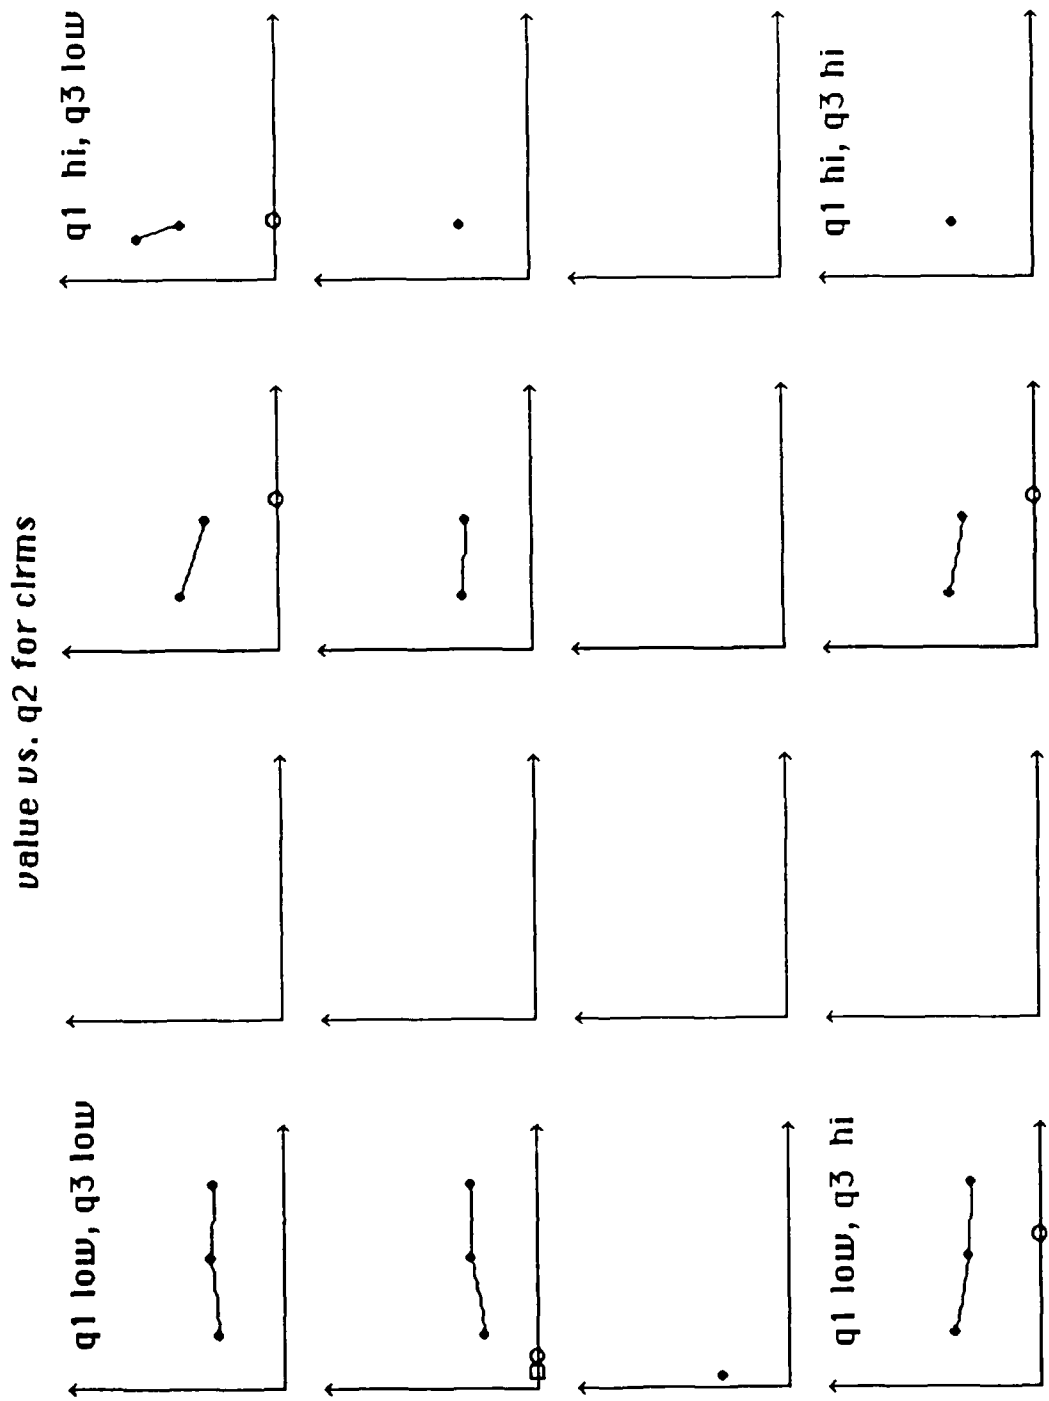 value vs. q2 for clrms
q1 low, q3 low
q1 hi, q3 low
q1 low, q3 hi
q1 hi, q3 hi